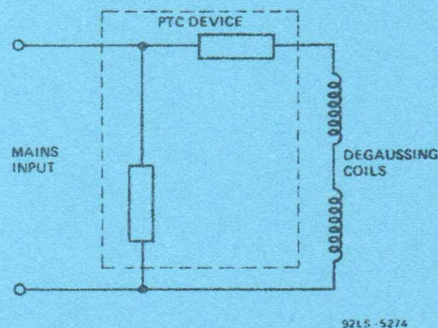 PTC DEVICE
MAINS
INPUT
DEGAUSSING
COILS
92LS-5274